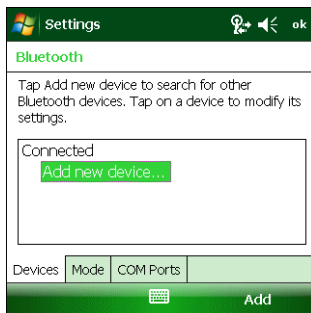 Settings
ok
Bluetooth
Tap Add new device to search for other
Bluetooth devices. Tap on a device to modify its
settings.
Connected
Add new device...
Devices Mode COM Ports
Add